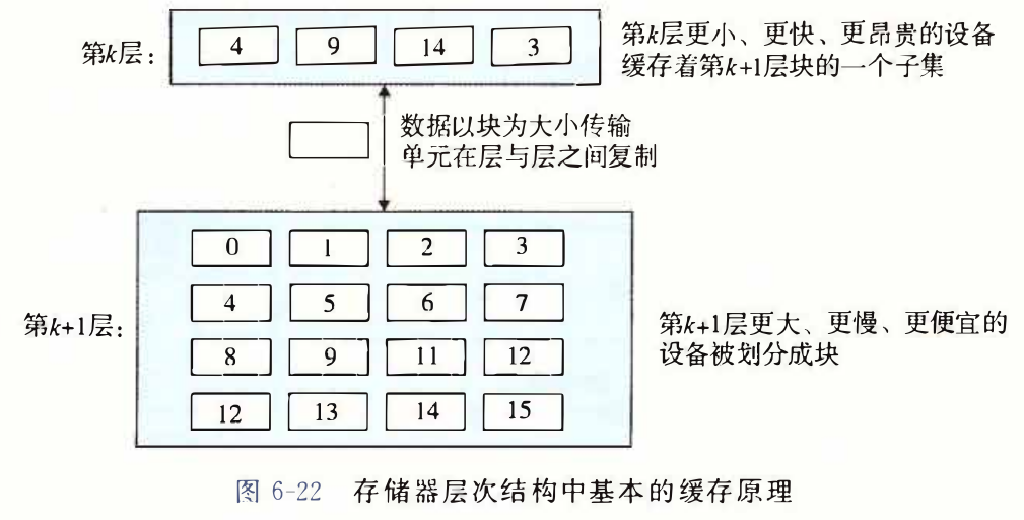 第k层：
4 9 14 3
第k层更小、更快、更昂贵的设备
缓存着第k+1层块的一个子集
数据以块为大小传输
单元在层与层之间复制
0 1 2 3
4 5 6 7
第k+1层：
8 9 11 12
12 13 14 15
第k+1层更大、更慢、更便宜的
设备被划分成块
图 6-22 存储器层次结构中基本的缓存原理